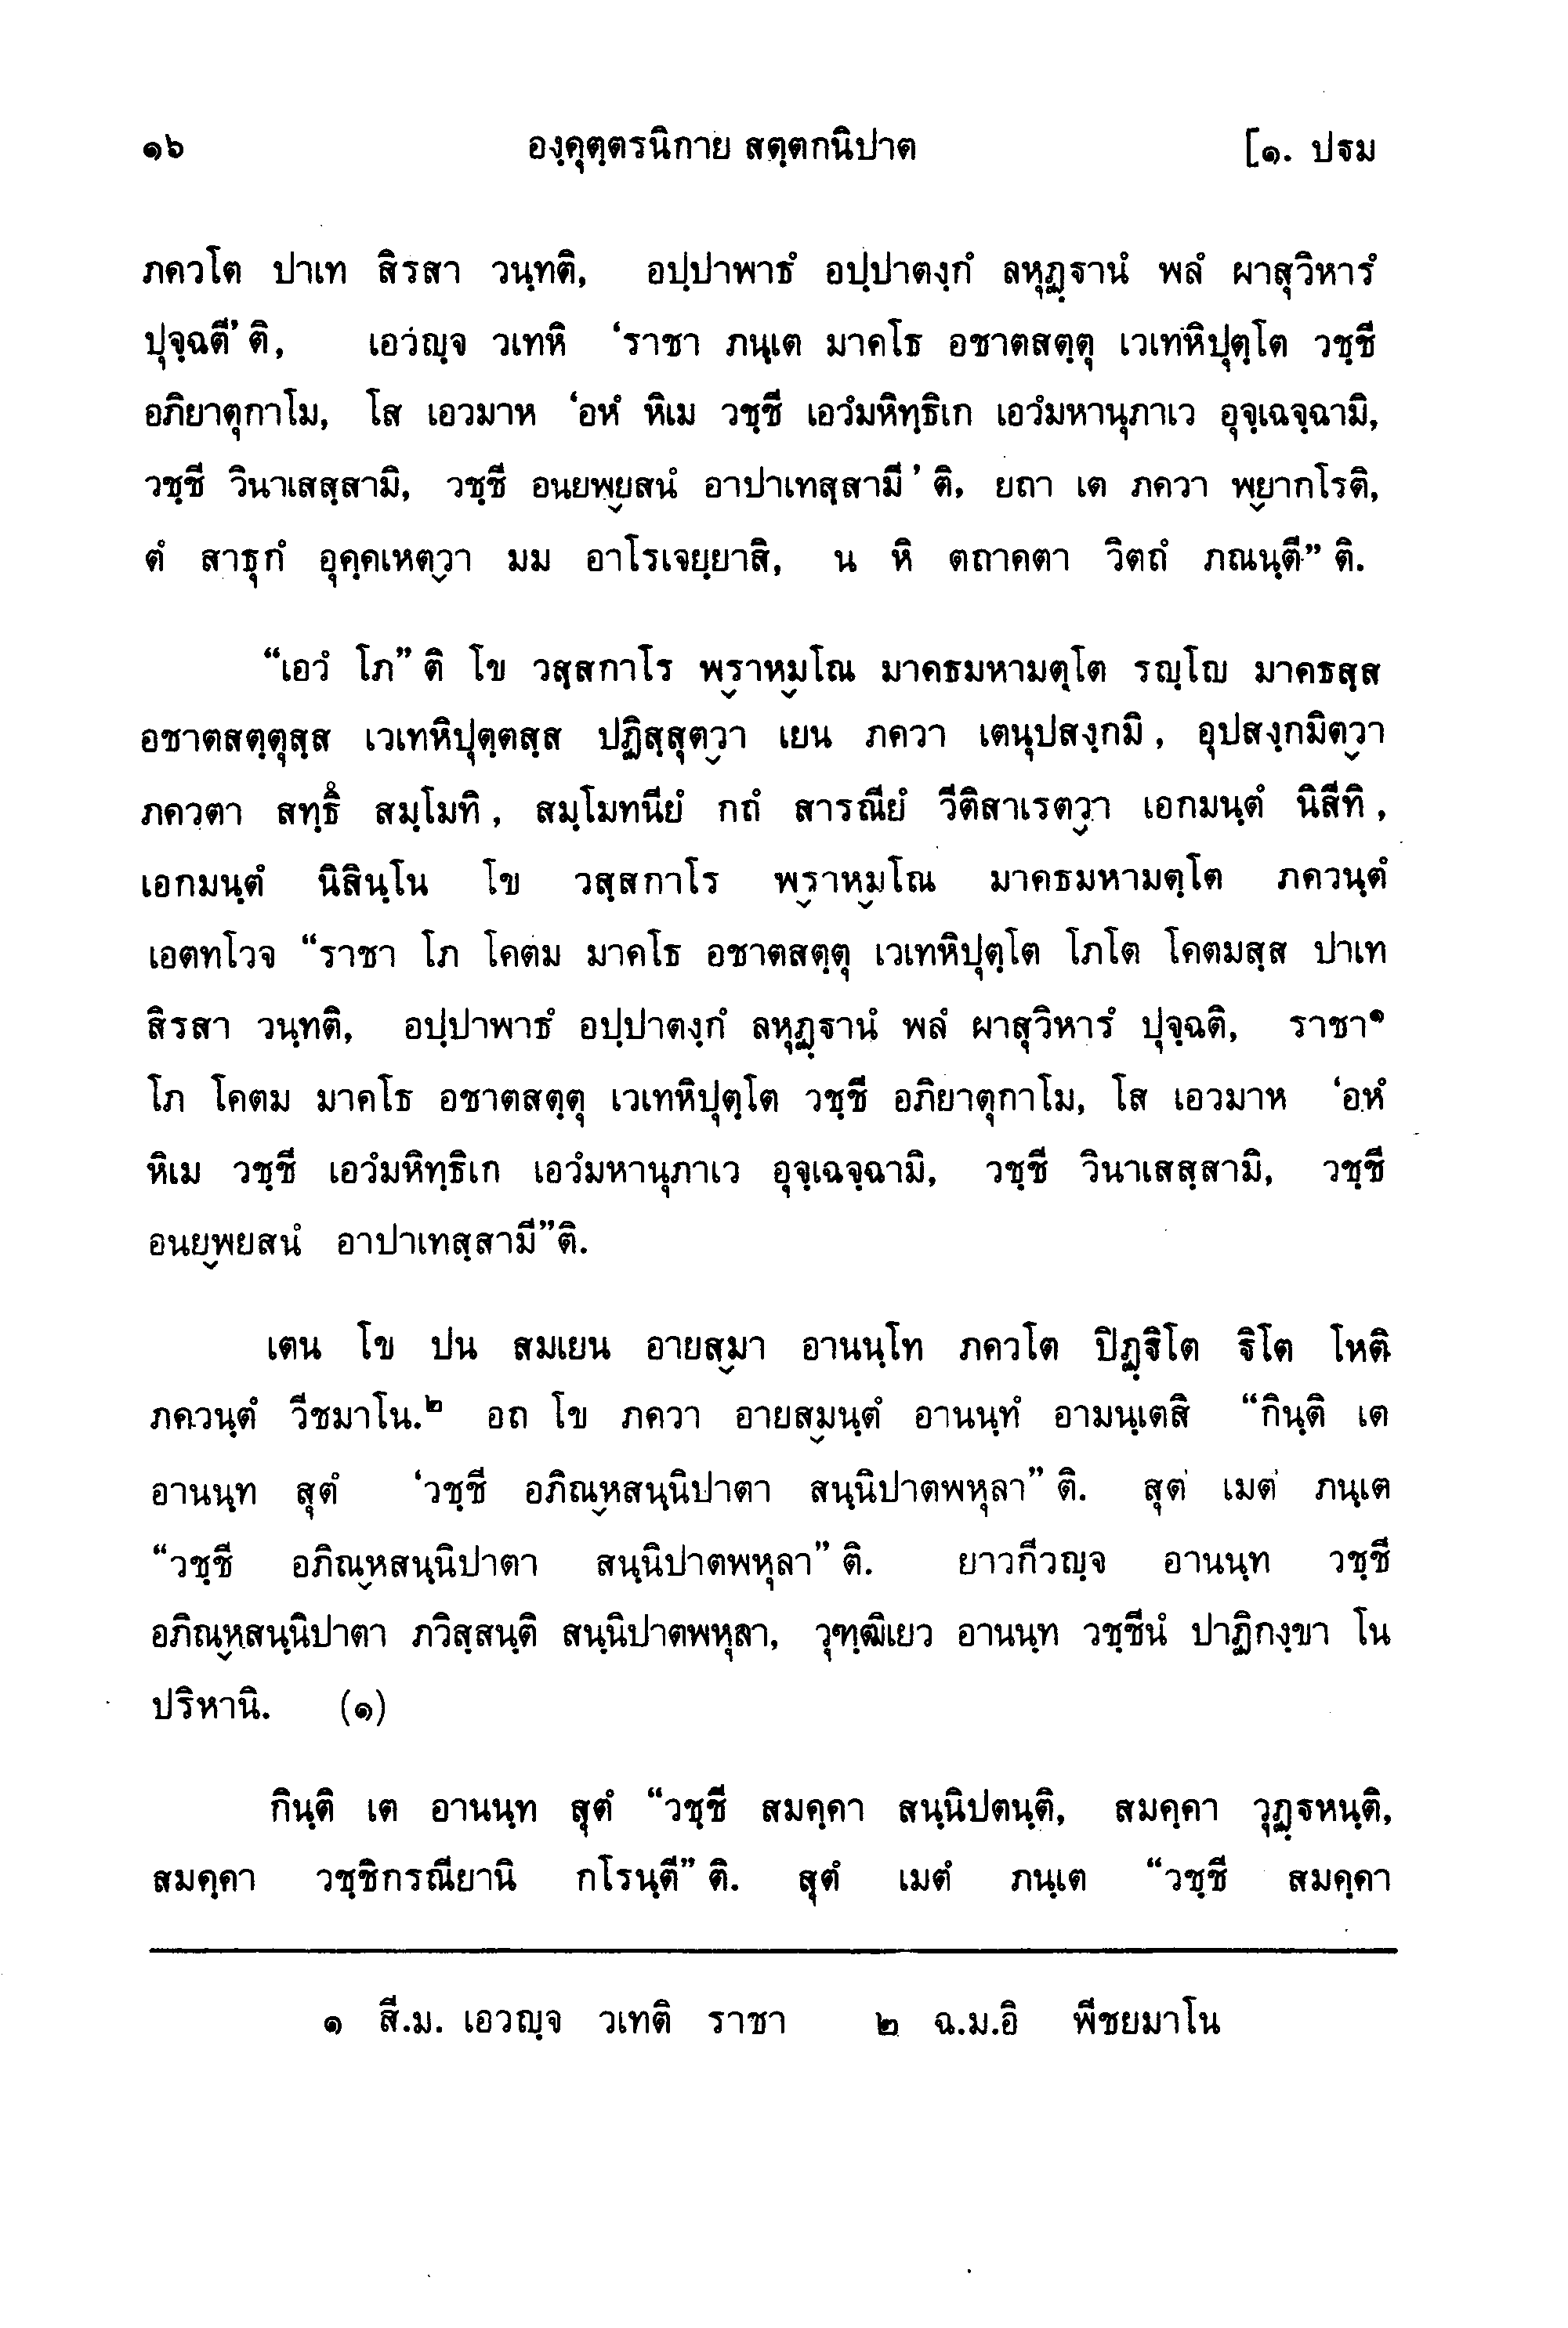 ๑๖ องฺคุตฺตรนิกาย สตฺตกนิปาต [๑. ปฐม
ภควโต ปาเท สิรสา วนฺทติ, อปฺปาพาธํ อปฺปาตงฺกํ ลหุฏฺฐานํ พลํ ผาสุวิหารํ
ปุจฺฉตี’ ติ, เอวํญฺจ วเทหิ ‘ราชา ภนฺเต มาคโธ อชาตสตฺตุ เวเทหิปุตฺโต วชฺชี
อภิยาตุกาโม, โส เอวมาห ‘อหํ หิเม วชฺชี เอวํมหิทฺธิเก เอวํมหานุภาเว อุจฺเฉจฺฉามิ,
วชฺชี วินาเสสฺสามิ, วชฺชี อนยพฺยสนํ อาปาเทสฺสามี’ ติ, ยถา เต ภควา พฺยากโรติ,
ตํ สาธุกํ อุคฺคเหตฺวา มม อาโรเจยฺยาสิ, น หิ ตถาคตา วิตถํ ภณนฺตี” ติ.
“เอวํ โภ” ติ โข วสฺสกาโร พฺราหฺมโณ มาคธมหามตฺโต รญฺโญ มาคธสฺส
อชาตสตฺตุสฺส เวเทหิปุตฺตสฺส ปฏิสฺสุตฺวา เยน ภควา เตนุปสงฺกมิ, อุปสงฺกมิตฺวา
ภควตา สทฺธึ สมฺโมทิ, สมฺโมทนียํ กถํ สารณียํ วีติสาเรตฺวา เอกมนฺตํ นิสีทิ,
เอกมนฺตํ นิสินฺโน โข วสฺสกาโร พฺราหฺมโณ มาคธมหามตฺโต ภควนฺตํ
เอตทโวจ “ราชา โภ โคตม มาคโธ อชาตสตฺตุ เวเทหิปุตฺโต โภโต โคตมสฺส ปาเท
สิรสา วนฺทติ, อปฺปาพาธํ อปฺปาตงฺกํ ลหุฏฺฐานํ พลํ ผาสุวิหารํ ปุจฺฉติ, ราชา๑
โภ โคตม มาคโธ อชาตสตฺตุ เวเทหิปุตฺโต วชฺชี อภิยาตุกาโม, โส เอวมาห ‘อหํ
หิเม วชฺชี เอวํมหิทฺธิเก เอวํมหานุภาเว อุจฺเฉจฺฉามิ, วชฺชี วินาเสสฺสามิ, วชฺชี
อนยฺพยสนํ อาปาเทสฺสามี”ติ.
เตน โข ปน สมเยน อายสฺมา อานนฺโท ภควโต ปิฏฺฐิโต ฐิโต โหติ
ภควนฺตํ วีชมาโน.๒ อถ โข ภควา อายสฺมนฺตํ อานนฺทํ อามนฺเตสิ “กินฺติ เต
อานนฺท สุตํ ‘วชฺชี อภิณฺหสนฺนิปาตา สนฺนิปาตพหุลา” ติ. สุตํ เมตํ ภนฺเต
“วชฺชี อภิณฺหสนฺนิปาตา สนฺนิปาตพหุลา” ติ. ยาวกีวญฺจ อานนฺท วชฺชี
อภิณฺหสนฺนิปาตา ภวิสฺสนฺติ สนฺนิปาตพหุลา, วุฑฺฒิเยว อานนฺท วชฺชีนํ ปาฏิกงฺขา โน
ปริหานิ. (๑)
กินฺติ เต อานนฺท สุตํ “วชฺชี สมคฺคา สนฺนิปตนฺติ, สมคฺคา วุฏฺฐหนฺติ,
สมคฺคา วชฺชิกรณียานิ กโรนฺตี” ติ. สุตํ เมตํ ภนฺเต “วชฺชี สมคฺคา
๑ สี.ม. เอวญฺจ วเทติ ราชา ๒ ฉ.ม.อิ พีชยมาโน